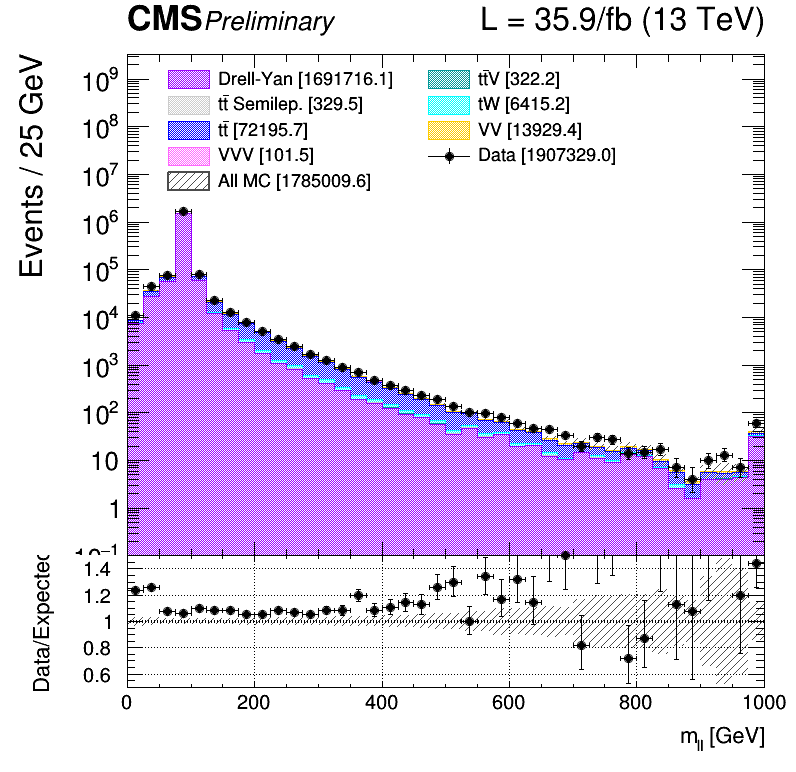 CMS Preliminary L = 35.9/fb (13 TeV)
Events / 25 GeV
Drell-Yan [1691716.1]
tt̄ Semilep. [329.5]
tt̄ [72195.7]
VVV [101.5]
All MC [1785009.6]
tt̄V [322.2]
tW [6415.2]
VV [13929.4]
Data [1907329.0]
10⁹
10⁸
10⁷
10⁶
10⁵
10⁴
10³
10²
10
1
10⁻¹
Data/Expected
1.4
1.2
1
0.8
0.6
0 200 400 600 800 1000
m_ll [GeV]